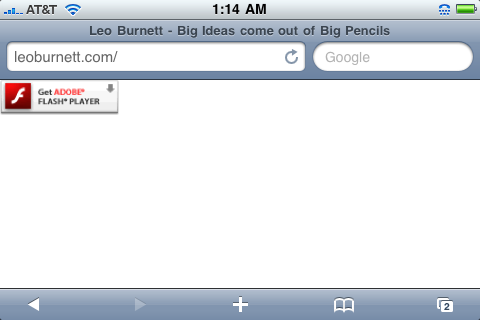 AT&T 1:14 AM
Leo Burnett - Big Ideas come out of Big Pencils
leoburnett.com/ Google
Get ADOBE®
FLASH® PLAYER
2